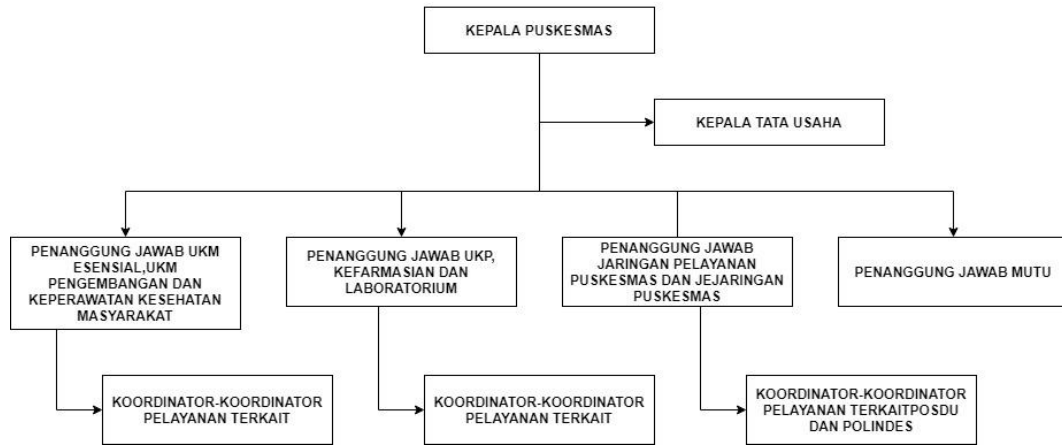 KEPALA PUSKESMAS
KEPALA TATA USAHA
PENANGGUNG JAWAB UKM
ESENSIAL,UKM
PENGEMBANGAN DAN
KEPERAWATAN KESEHATAN
MASYARAKAT
PENANGGUNG JAWAB UKP,
KEFARMASIAN DAN
LABORATORIUM
PENANGGUNG JAWAB
JARINGAN PELAYANAN
PUSKESMAS DAN JEJARINGAN
PUSKESMAS
PENANGGUNG JAWAB MUTU
KOORDINATOR-KOORDINATOR
PELAYANAN TERKAIT
KOORDINATOR-KOORDINATOR
PELAYANAN TERKAIT
KOORDINATOR-KOORDINATOR
PELAYANAN TERKAITPOSDU
DAN POLINDES